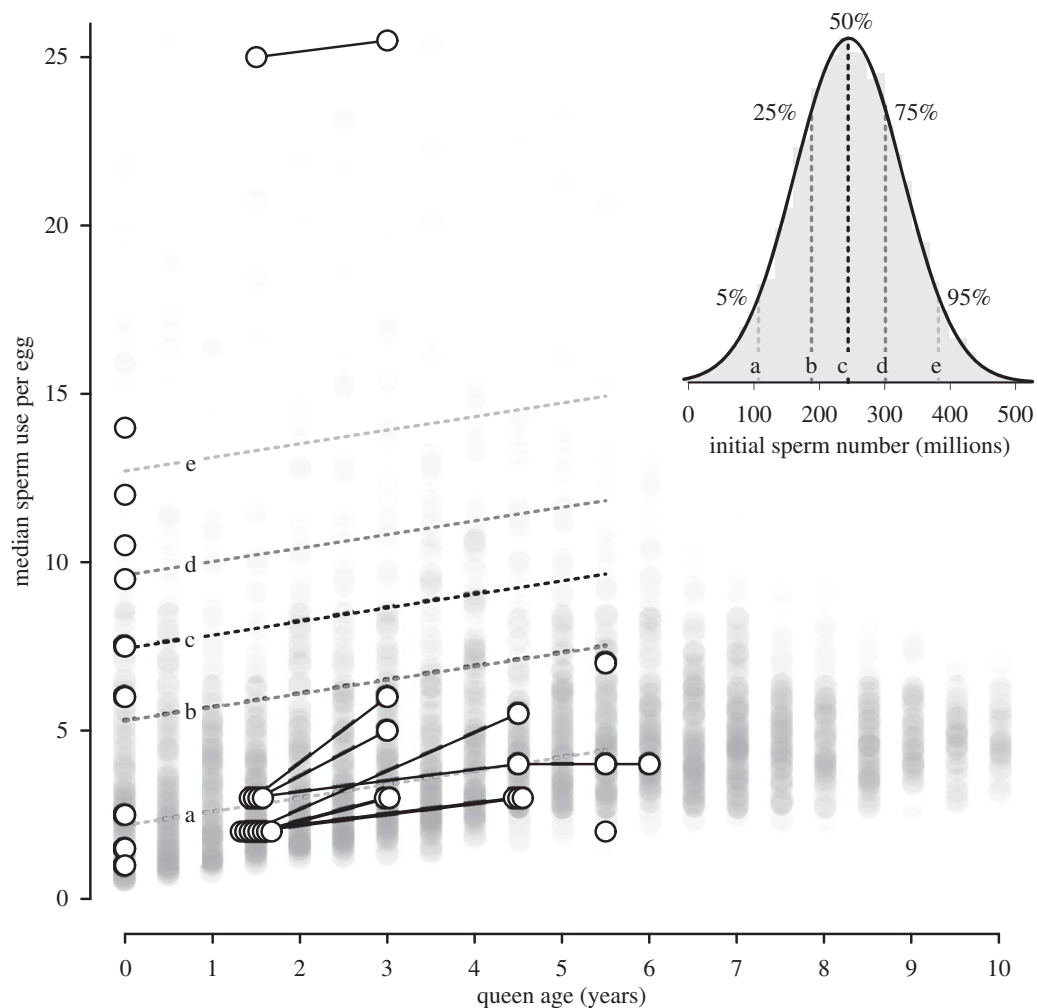 25
20
15
10
5
0
median sperm use per egg
0 1 2 3 4 5 6 7 8 9 10
queen age (years)
e
d
c
b
a
50%
25% 75%
5% 95%
a b c d e
0 100 200 300 400 500
initial sperm number (millions)